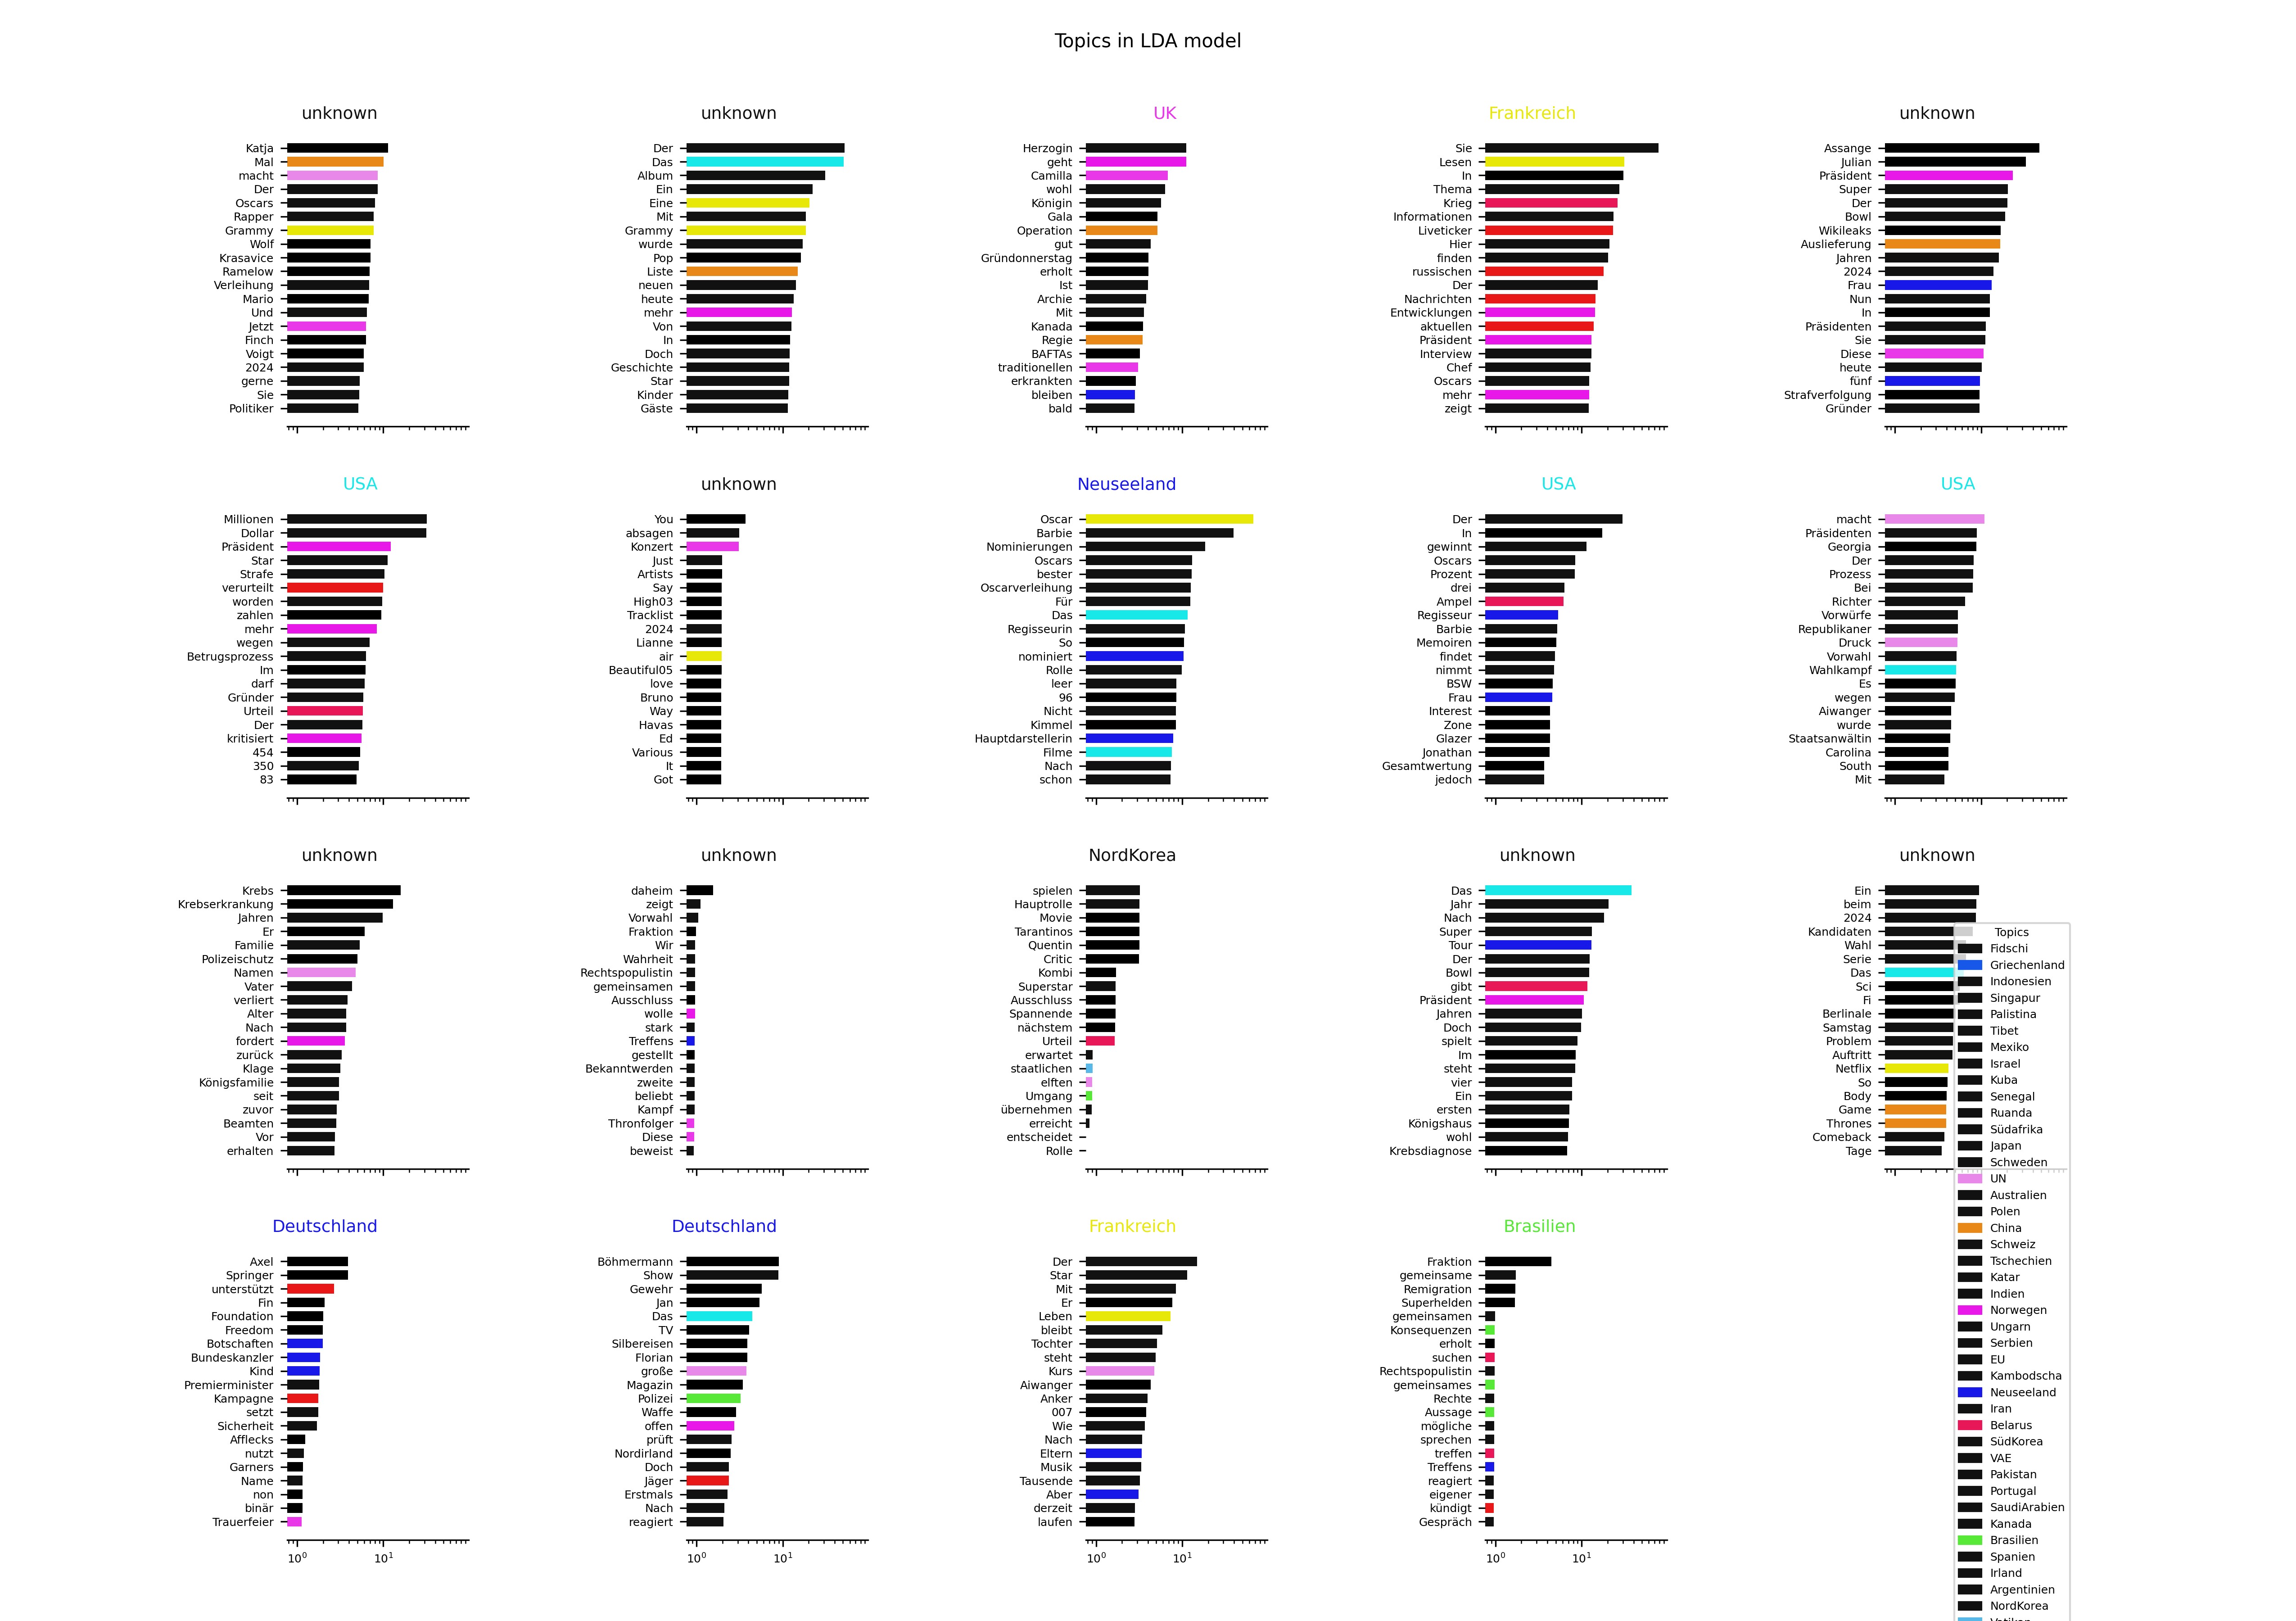 Topics in LDA model
unknown
Katja
Mal
macht
Der
Oscars
Rapper
Grammy
Wolf
Krasavice
Ramelow
Verleihung
Mario
Und
Jetzt
Finch
Voigt
2024
gerne
Sie
Politiker
unknown
Der
Das
Album
Ein
Eine
Mit
Grammy
wurde
Pop
Liste
neuen
heute
mehr
Von
In
Doch
Geschichte
Star
Kinder
Gäste
UK
Herzogin
geht
Camilla
wohl
Königin
Gala
Operation
gut
Gründonnerstag
erholt
Ist
Archie
Mit
Kanada
Regie
BAFTAs
traditionellen
erkrankten
bleiben
bald
Frankreich
Sie
Lesen
In
Thema
Krieg
Informationen
Liveticker
Hier
finden
russischen
Der
Nachrichten
Entwicklungen
aktuellen
Präsident
Interview
Chef
Oscars
mehr
zeigt
unknown
Assange
Julian
Präsident
Super
Der
Bowl
Wikileaks
Auslieferung
Jahren
2024
Frau
Nun
In
Präsidenten
Sie
Diese
heute
fünf
Strafverfolgung
Gründer
USA
Millionen
Dollar
Präsident
Star
Strafe
verurteilt
worden
zahlen
mehr
wegen
Betrugsprozess
Im
darf
Gründer
Urteil
Der
kritisiert
454
350
83
unknown
You
absagen
Konzert
Just
Artists
Say
High03
Tracklist
2024
Lianne
air
Beautiful05
love
Bruno
Way
Havas
Ed
Various
It
Got
Neuseeland
Oscar
Barbie
Nominierungen
Oscars
bester
Oscarverleihung
Für
Das
Regisseurin
So
nominiert
Rolle
leer
96
Nicht
Kimmel
Hauptdarstellerin
Filme
Nach
schon
USA
Der
In
gewinnt
Oscars
Prozent
drei
Ampel
Regisseur
Barbie
Memoiren
findet
nimmt
BSW
Frau
Interest
Zone
Glazer
Jonathan
Gesamtwertung
jedoch
USA
macht
Präsidenten
Georgia
Der
Prozess
Bei
Richter
Vorwürfe
Republikaner
Druck
Vorwahl
Wahlkampf
Es
wegen
Aiwanger
wurde
Staatsanwältin
Carolina
South
Mit
unknown
Krebs
Krebserkrankung
Jahren
Er
Familie
Polizeischutz
Namen
Vater
verliert
Alter
Nach
fordert
zurück
Klage
Königsfamilie
seit
zuvor
Beamten
Vor
erhalten
unknown
daheim
zeigt
Vorwahl
Fraktion
Wir
Wahrheit
Rechtspopulistin
gemeinsamen
Ausschluss
wolle
stark
Treffens
gestellt
Bekanntwerden
zweite
beliebt
Kampf
Thronfolger
Diese
beweist
NordKorea
spielen
Hauptrolle
Movie
Tarantinos
Quentin
Critic
Kombi
Superstar
Ausschluss
Spannende
nächstem
Urteil
erwartet
staatlichen
elften
Umgang
übernehmen
erreicht
entscheidet
Rolle
unknown
Das
Jahr
Nach
Super
Tour
Der
Bowl
gibt
Präsident
Jahren
Doch
spielt
Im
steht
vier
Ein
ersten
Königshaus
wohl
Krebsdiagnose
unknown
Ein
beim
2024
Kandidaten
Wahl
Serie
Das
Sci
Fi
Berlinale
Samstag
Problem
Auftritt
Netflix
So
Body
Game
Thrones
Comeback
Tage
Deutschland
Axel
Springer
unterstützt
Fin
Foundation
Freedom
Botschaften
Bundeskanzler
Kind
Premierminister
Kampagne
setzt
Sicherheit
Afflecks
nutzt
Garners
Name
non
binär
Trauerfeier
10⁰ 10¹
Deutschland
Böhmermann
Show
Gewehr
Jan
Das
TV
Silbereisen
Florian
große
Magazin
Polizei
Waffe
offen
prüft
Nordirland
Doch
Jäger
Erstmals
Nach
reagiert
10⁰ 10¹
Frankreich
Der
Star
Mit
Er
Leben
bleibt
Tochter
steht
Kurs
Aiwanger
Anker
007
Wie
Nach
Eltern
Musik
Tausende
Aber
derzeit
laufen
10⁰ 10¹
Brasilien
Fraktion
gemeinsame
Remigration
Superhelden
gemeinsamen
Konsequenzen
erholt
suchen
Rechtspopulistin
gemeinsames
Rechte
Aussage
mögliche
sprechen
treffen
Treffens
reagiert
eigener
kündigt
Gespräch
10⁰ 10¹
Topics
Fidschi
Griechenland
Indonesien
Singapur
Palistina
Tibet
Mexiko
Israel
Kuba
Senegal
Ruanda
Südafrika
Japan
Schweden
UN
Australien
Polen
China
Schweiz
Tschechien
Katar
Indien
Norwegen
Ungarn
Serbien
EU
Kambodscha
Neuseeland
Iran
Belarus
SüdKorea
VAE
Pakistan
Portugal
SaudiArabien
Kanada
Brasilien
Spanien
Irland
Argentinien
NordKorea